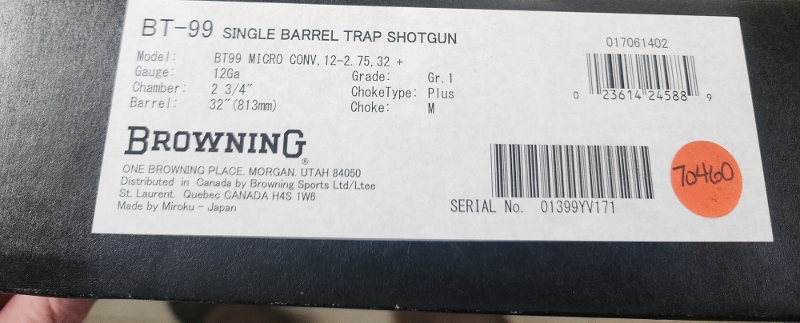 BT-99 SINGLE BARREL TRAP SHOTGUN
Model: BT99 MICRO CONV,12-2.75,32 +
Gauge: 12Ga
Grade: Gr.1
Chamber: 2 3/4"
ChokeType: Plus
Barrel: 32"(813mm)
Choke: M
017061402
0 23614 24588 9
BROWNING®
ONE BROWNING PLACE, MORGAN, UTAH 84050
Distributed in Canada by Browning Sports Ltd/Ltee
St. Laurent, Quebec CANADA H4S 1W6
Made by Miroku - Japan
SERIAL No. 01399YV171
70460